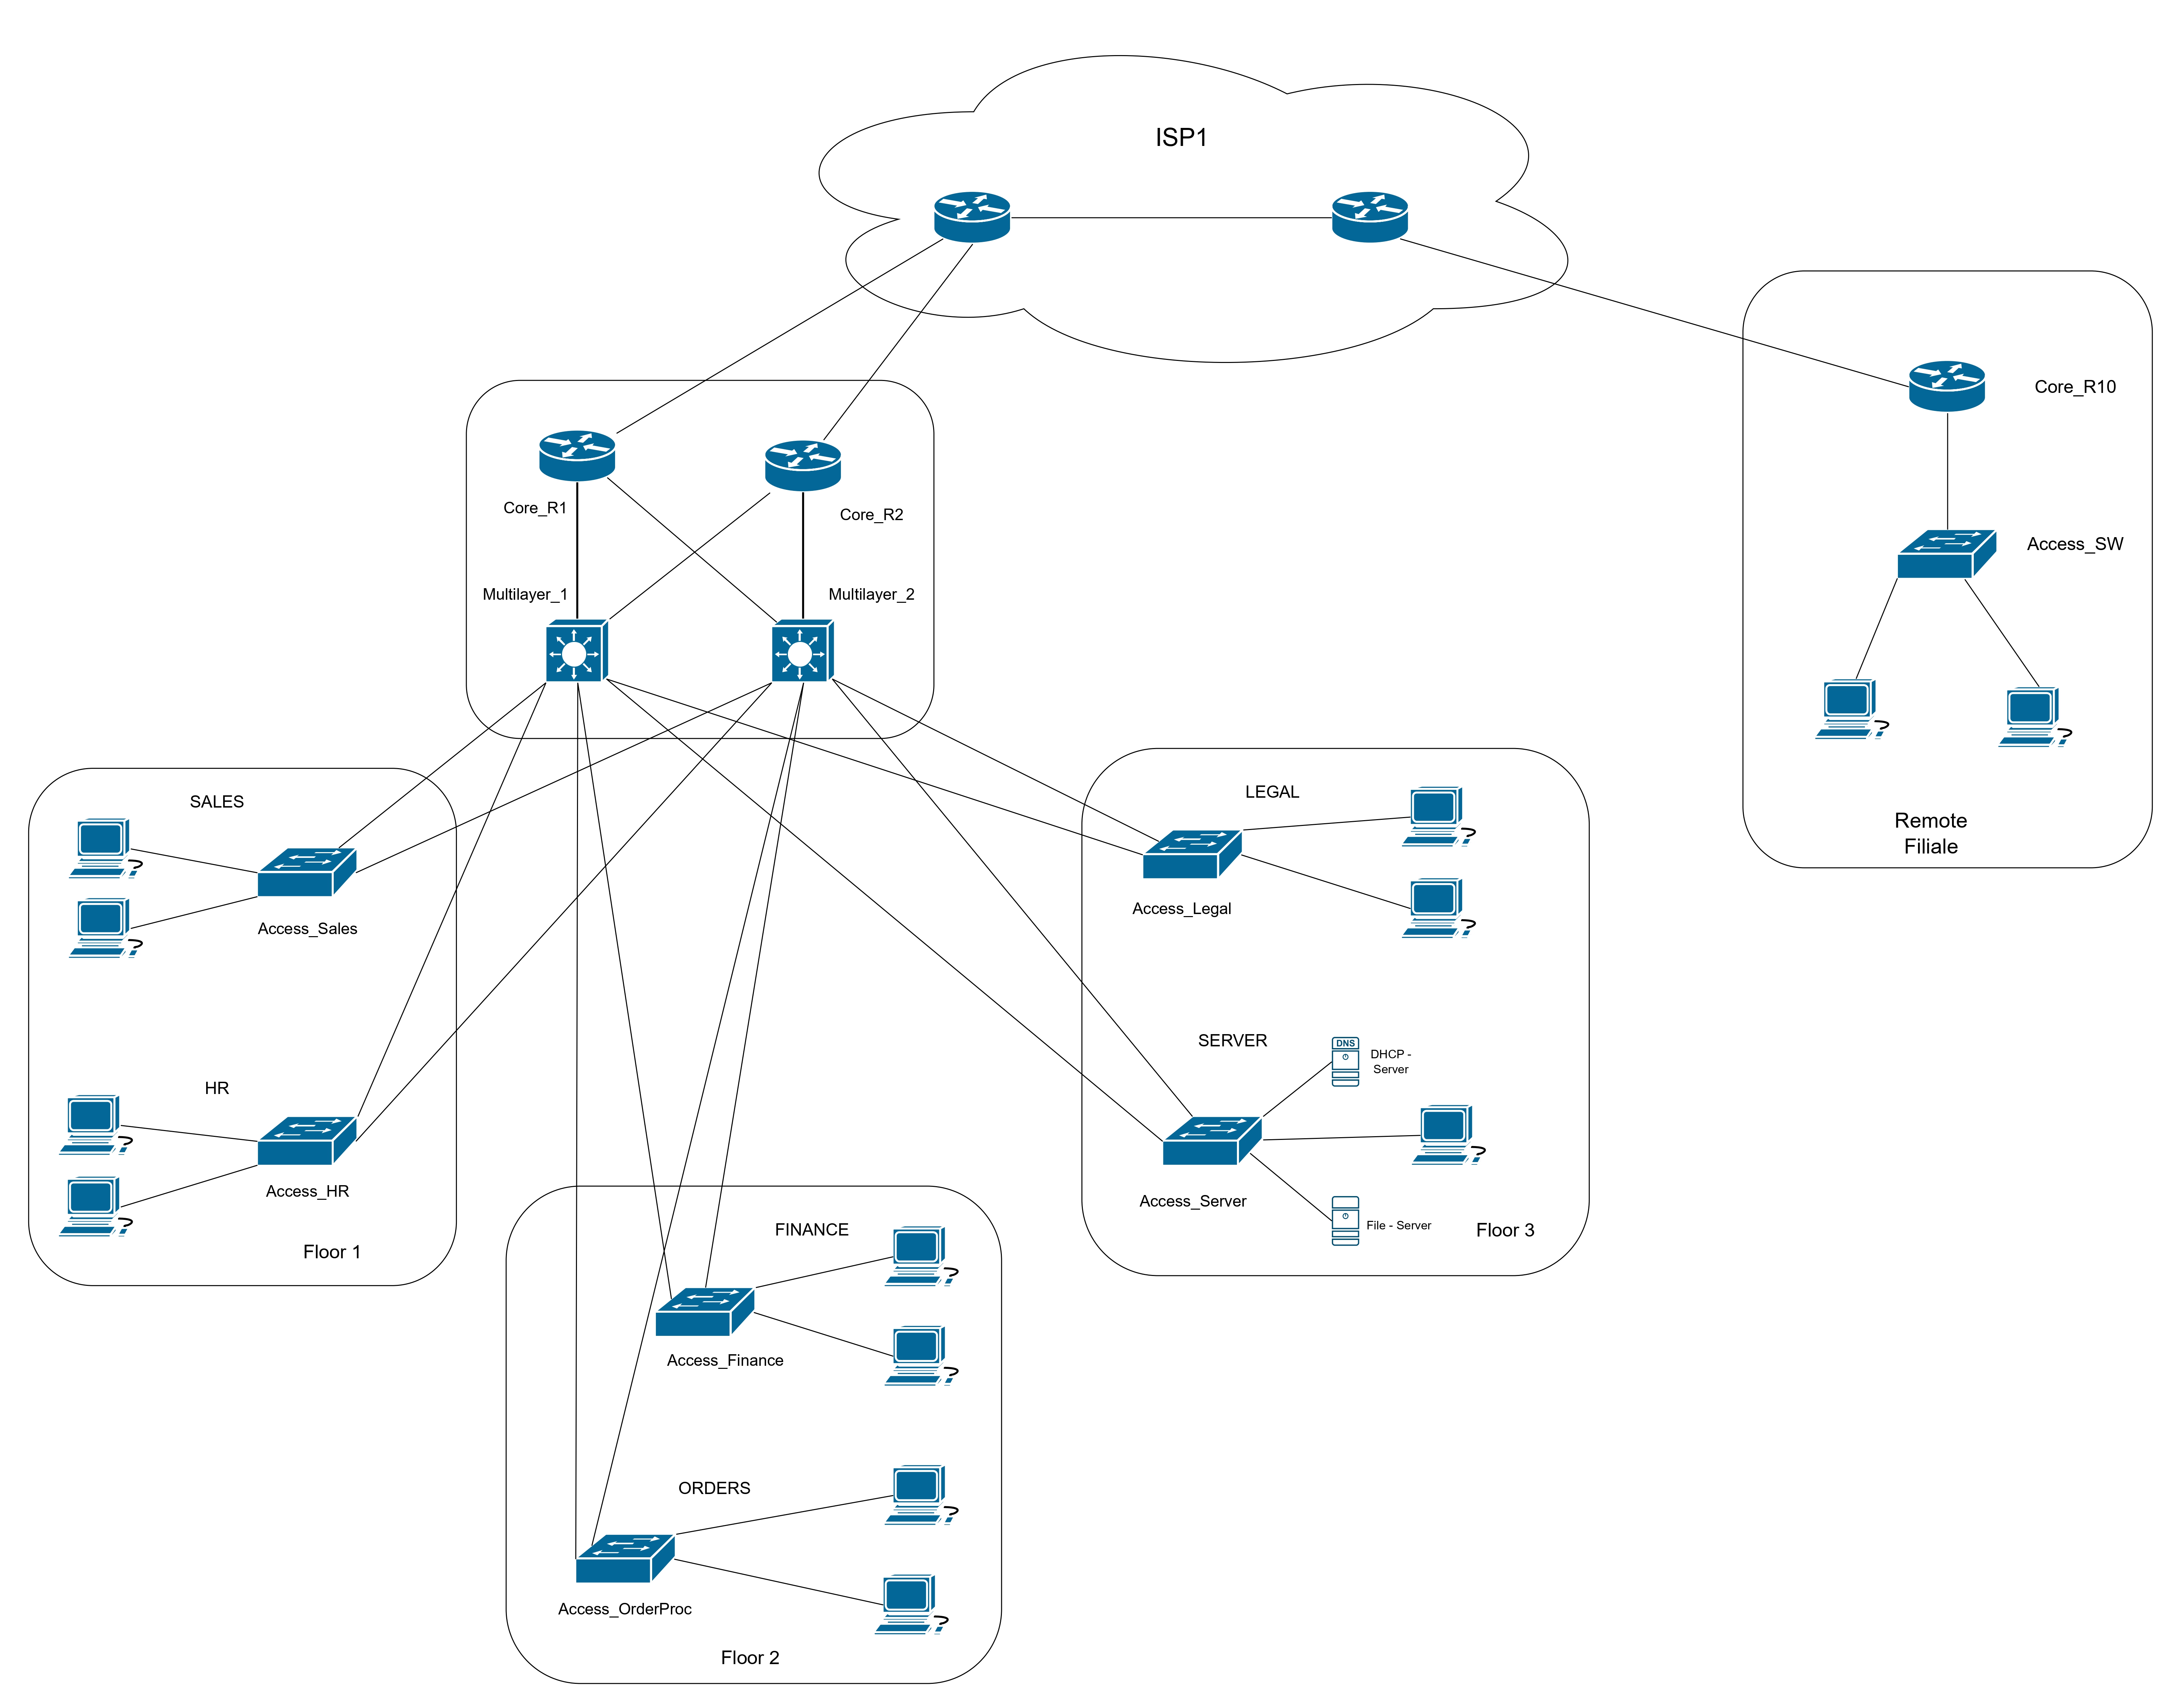 ISP1
Core_R10
Core_R1
Core_R2
Access_SW
Multilayer_1
Multilayer_2
SALES
LEGAL
Remote
Filiale
Access_Legal
Access_Sales
SERVER
DNS
DHCP -
Server
HR
Access_HR
Access_Server
File - Server
Floor 3
FINANCE
Floor 1
Access_Finance
ORDERS
Access_OrderProc
Floor 2